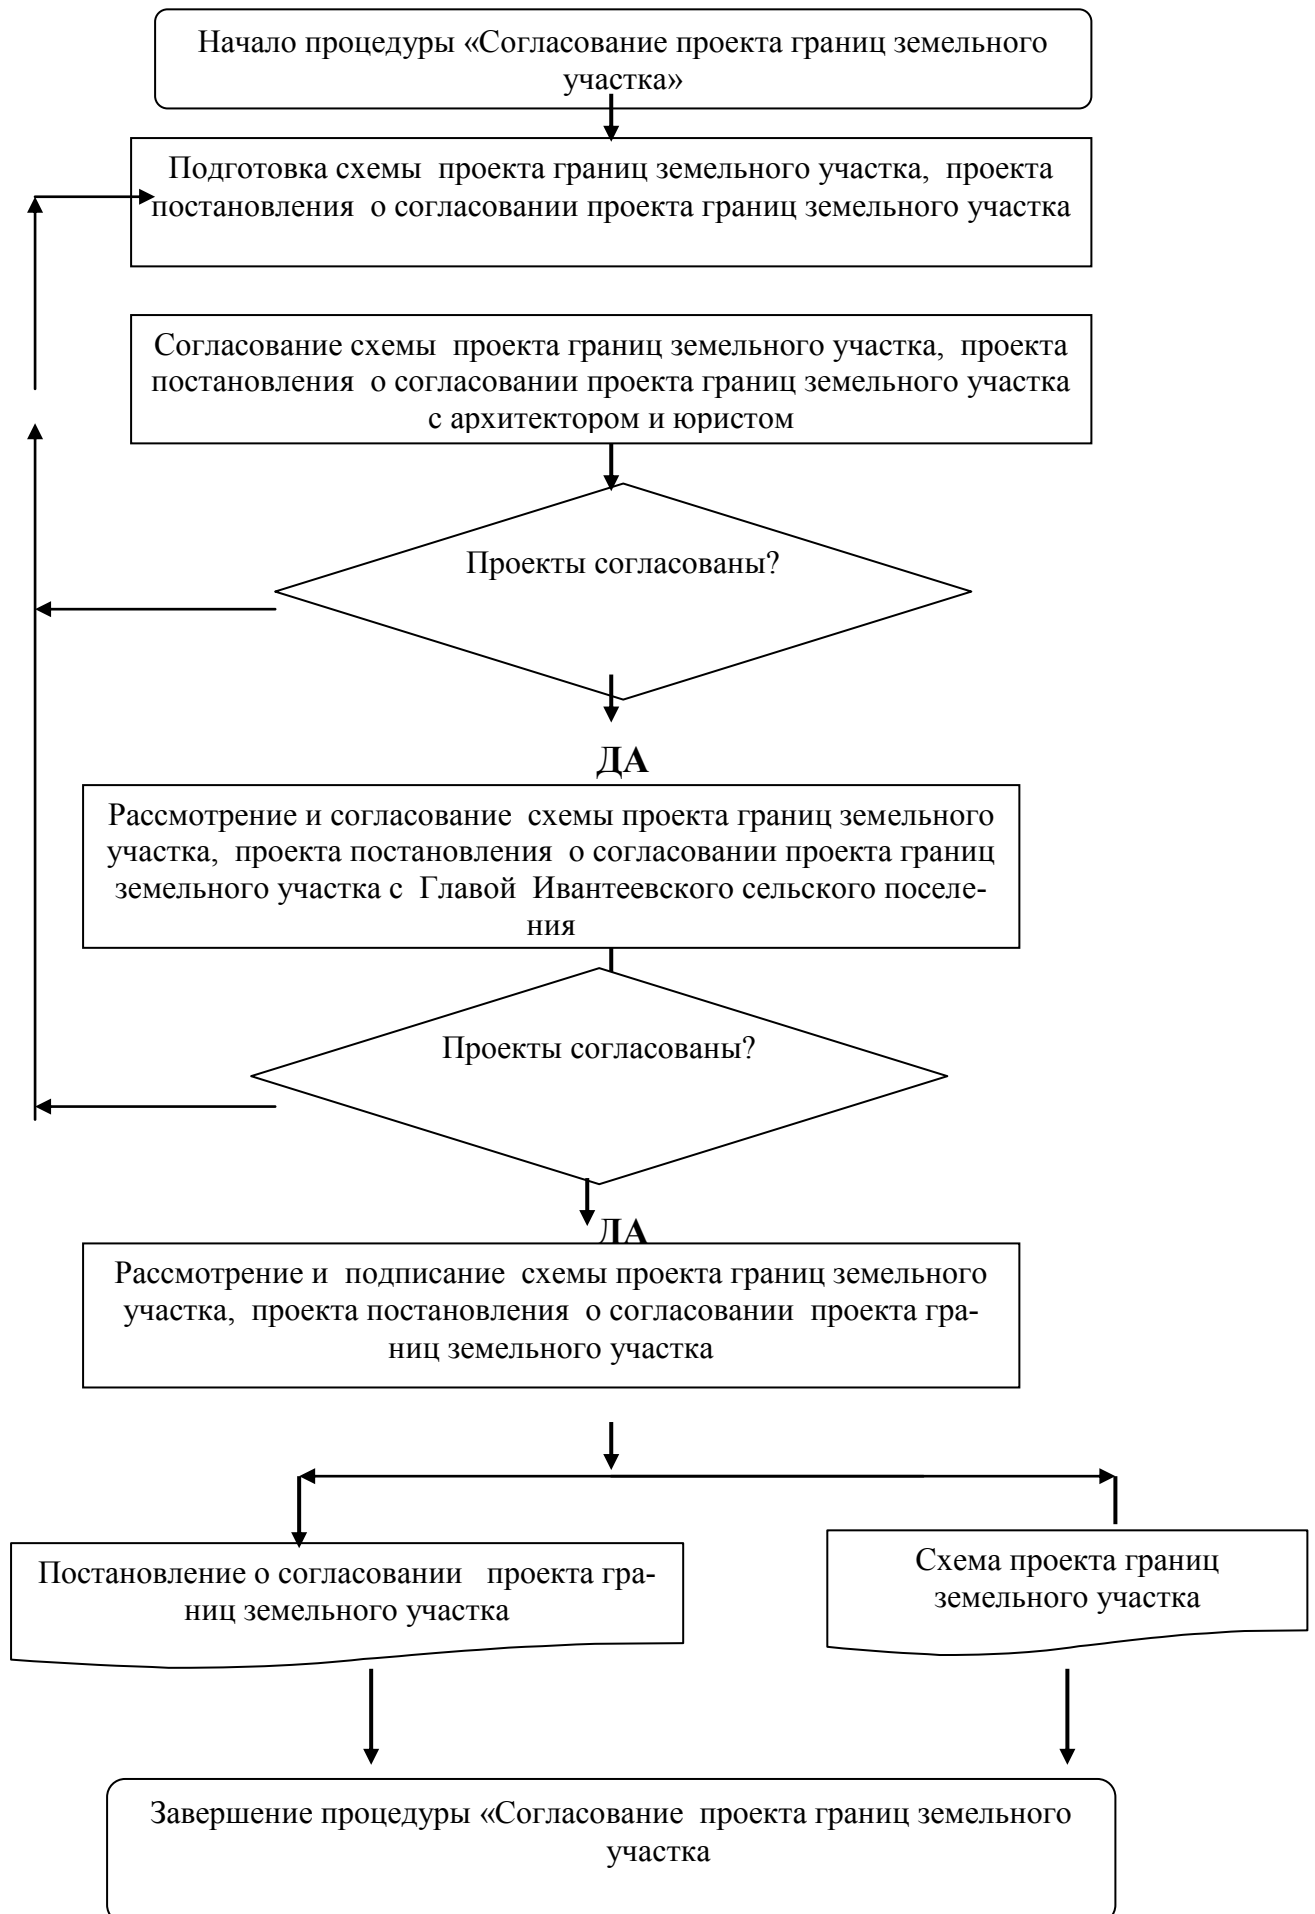 Начало процедуры «Согласование проекта границ земельного
участка»
Подготовка схемы проекта границ земельного участка, проекта
постановления о согласовании проекта границ земельного участка
Согласование схемы проекта границ земельного участка, проекта
постановления о согласовании проекта границ земельного участка
с архитектором и юристом
Проекты согласованы?
ДА
Рассмотрение и согласование схемы проекта границ земельного
участка, проекта постановления о согласовании проекта границ
земельного участка с Главой Ивантеевского сельского поселе-
ния
Проекты согласованы?
ДА
Рассмотрение и подписание схемы проекта границ земельного
участка, проекта постановления о согласовании проекта гра-
ниц земельного участка
Постановление о согласовании проекта гра-
ниц земельного участка
Схема проекта границ
земельного участка
Завершение процедуры «Согласование проекта границ земельного
участка